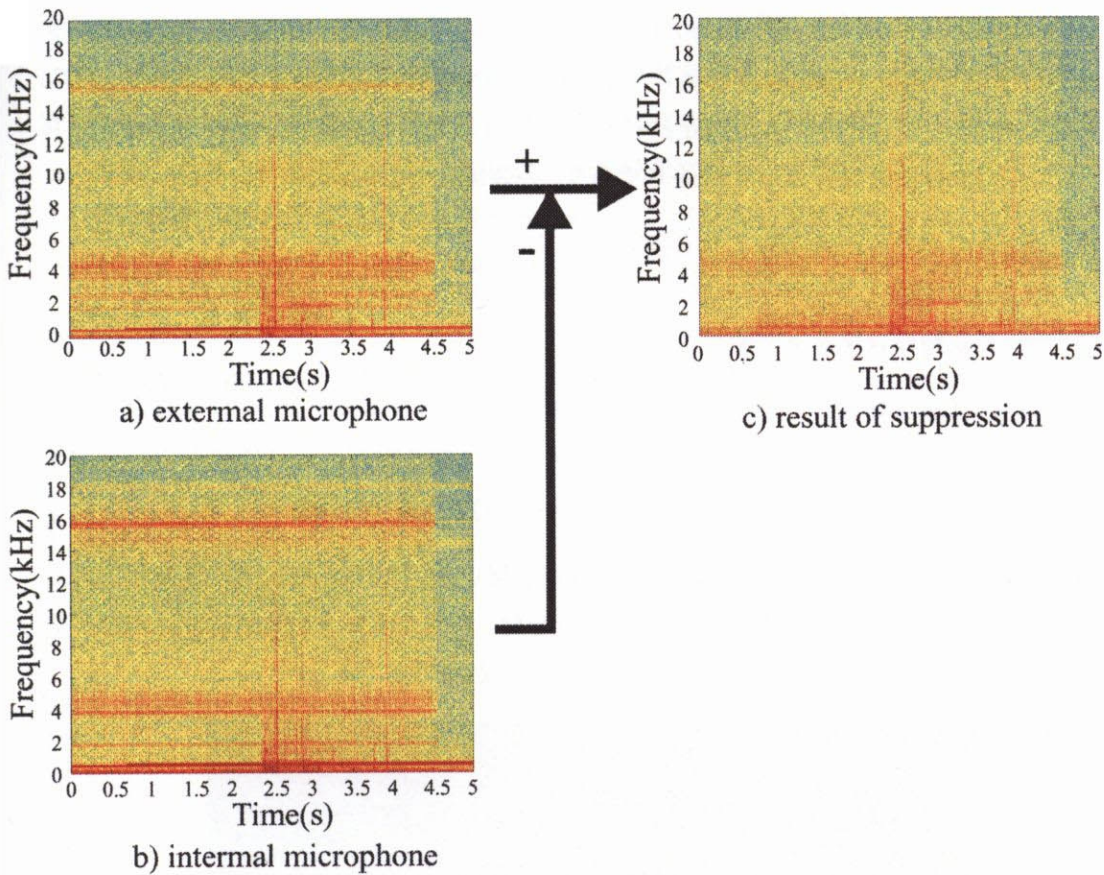 20
18
16
14
12
10
8
6
4
2
0
Frequency(kHz)
0 0.5 1 1.5 2 2.5 3 3.5 4 4.5 5
Time(s)
a) extermal microphone
+
-
20
18
16
14
12
10
8
6
4
2
0
Frequency(kHz)
0 0.5 1 1.5 2 2.5 3 3.5 4 4.5 5
Time(s)
c) result of suppression
20
18
16
14
12
10
8
6
4
2
0
Frequency(kHz)
0 0.5 1 1.5 2 2.5 3 3.5 4 4.5 5
Time(s)
b) intermal microphone